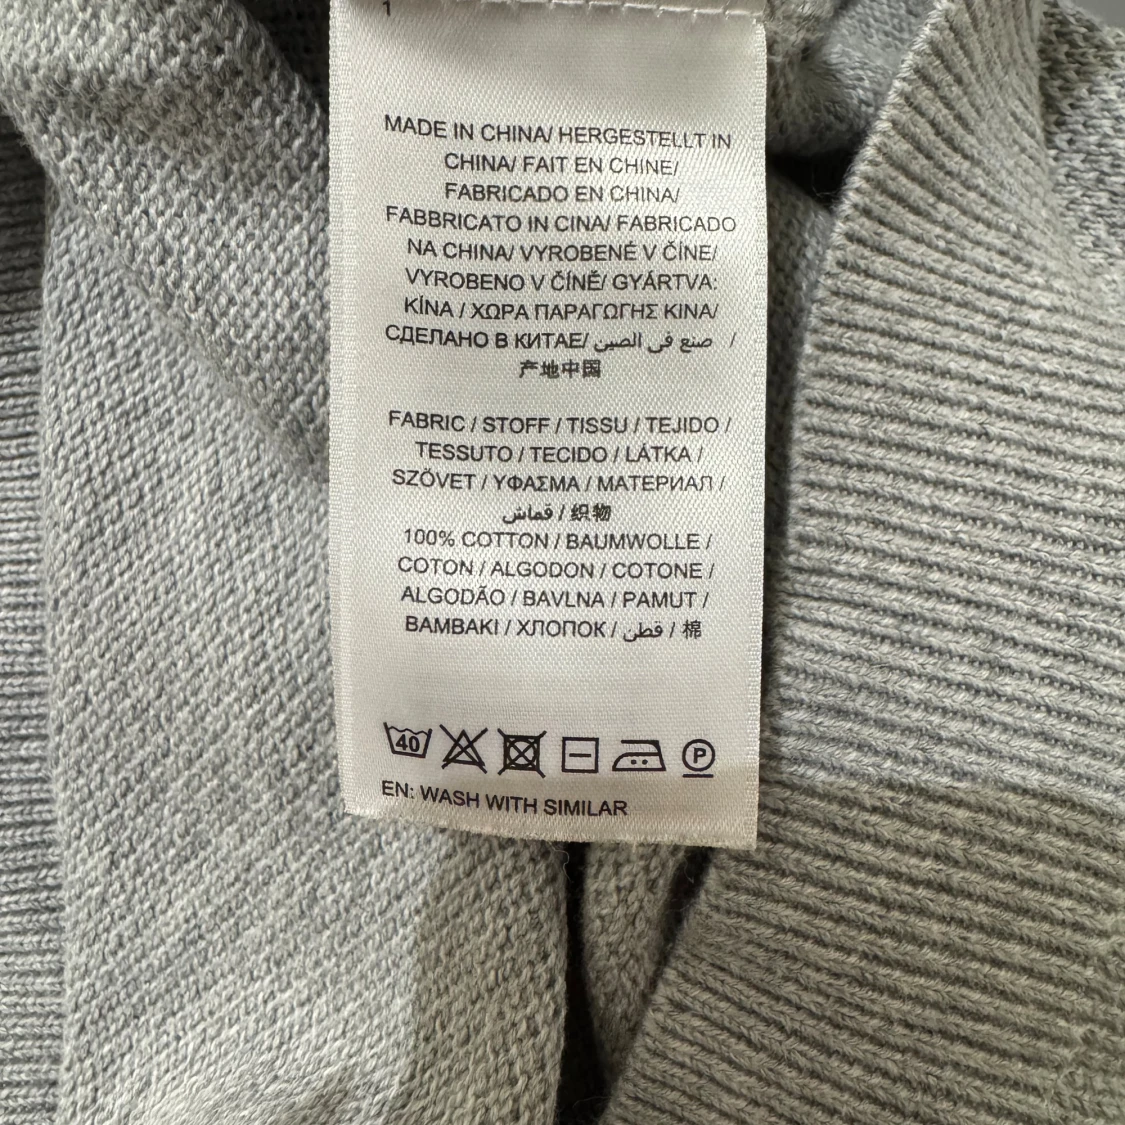 1
MADE IN CHINA/ HERGESTELLT IN
CHINA/ FAIT EN CHINE/
FABRICADO EN CHINA/
FABBRICATO IN CINA/ FABRICADO
NA CHINA/ VYROBENÉ V ČÍNE/
VYROBENO V ČÍNĚ/ GYÁRTVA:
KÍNA / ΧΩΡΑ ΠΑΡΑΓΩΓΗΣ ΚΙΝΑ/
СДЕЛАНО В КИТАЕ/ صنع في الصين /
产地中国
FABRIC / STOFF / TISSU / TEJIDO /
TESSUTO / TECIDO / LÁTKA /
SZÖVET / ΥΦΑΣΜΑ / МАТЕРИАЛ /
قماش / 织物
100% COTTON / BAUMWOLLE /
COTON / ALGODON / COTONE /
ALGODÃO / BAVLNA / PAMUT /
ΒΑΜΒΑΚΙ / ХЛОПОК / قطن / 棉
40 P
EN: WASH WITH SIMILAR